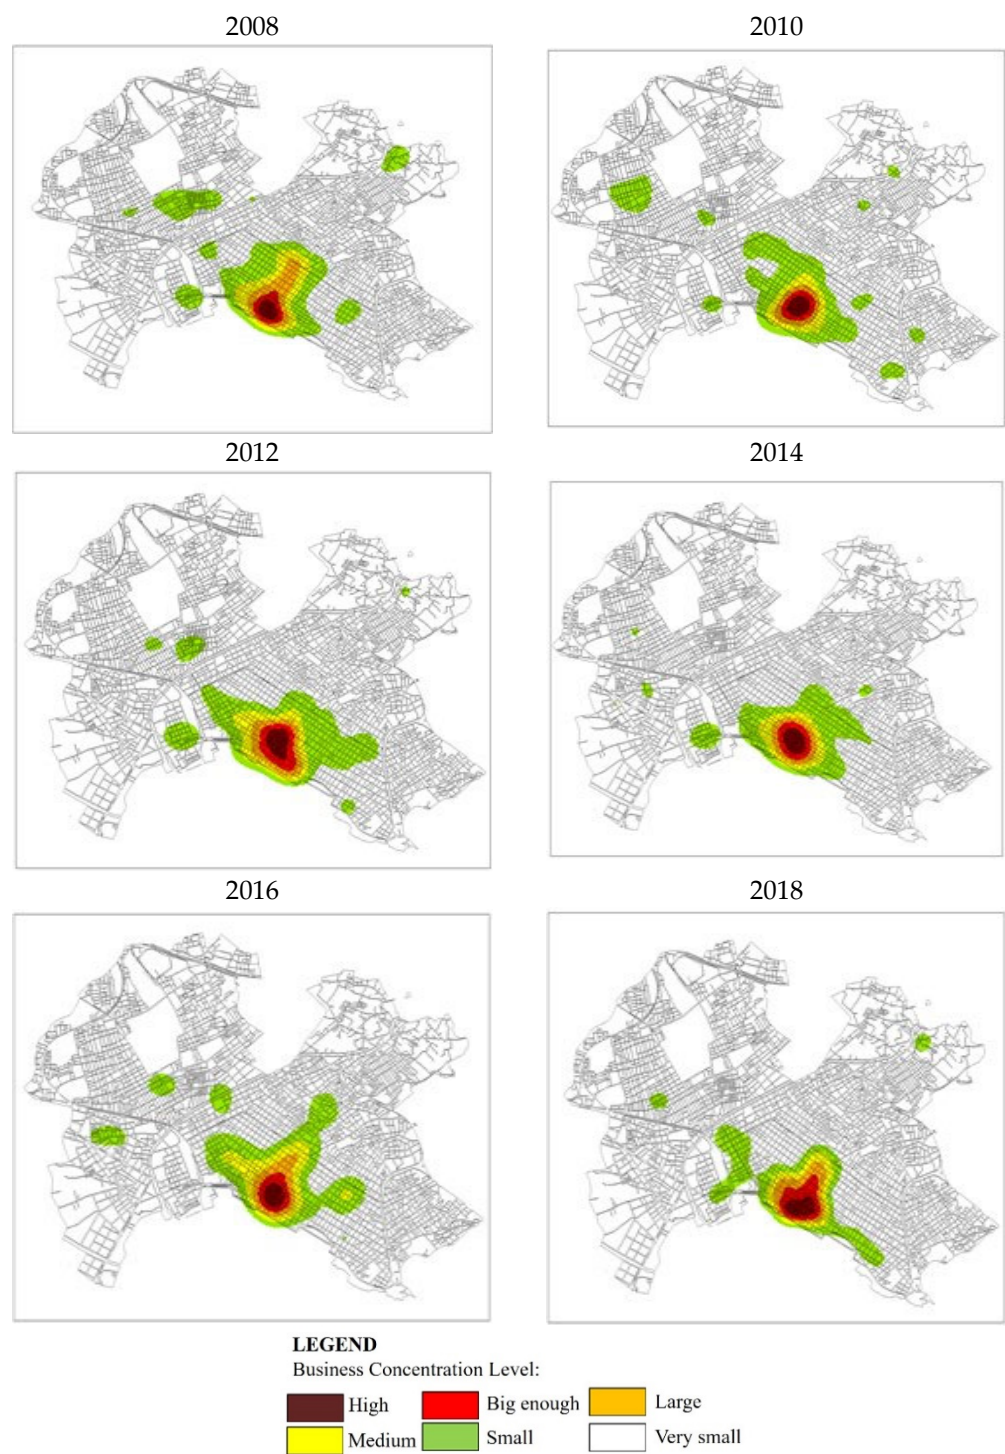 2008 2010
2012 2014
2016 2018
LEGEND
Business Concentration Level:
High Big enough Large
Medium Small Very small